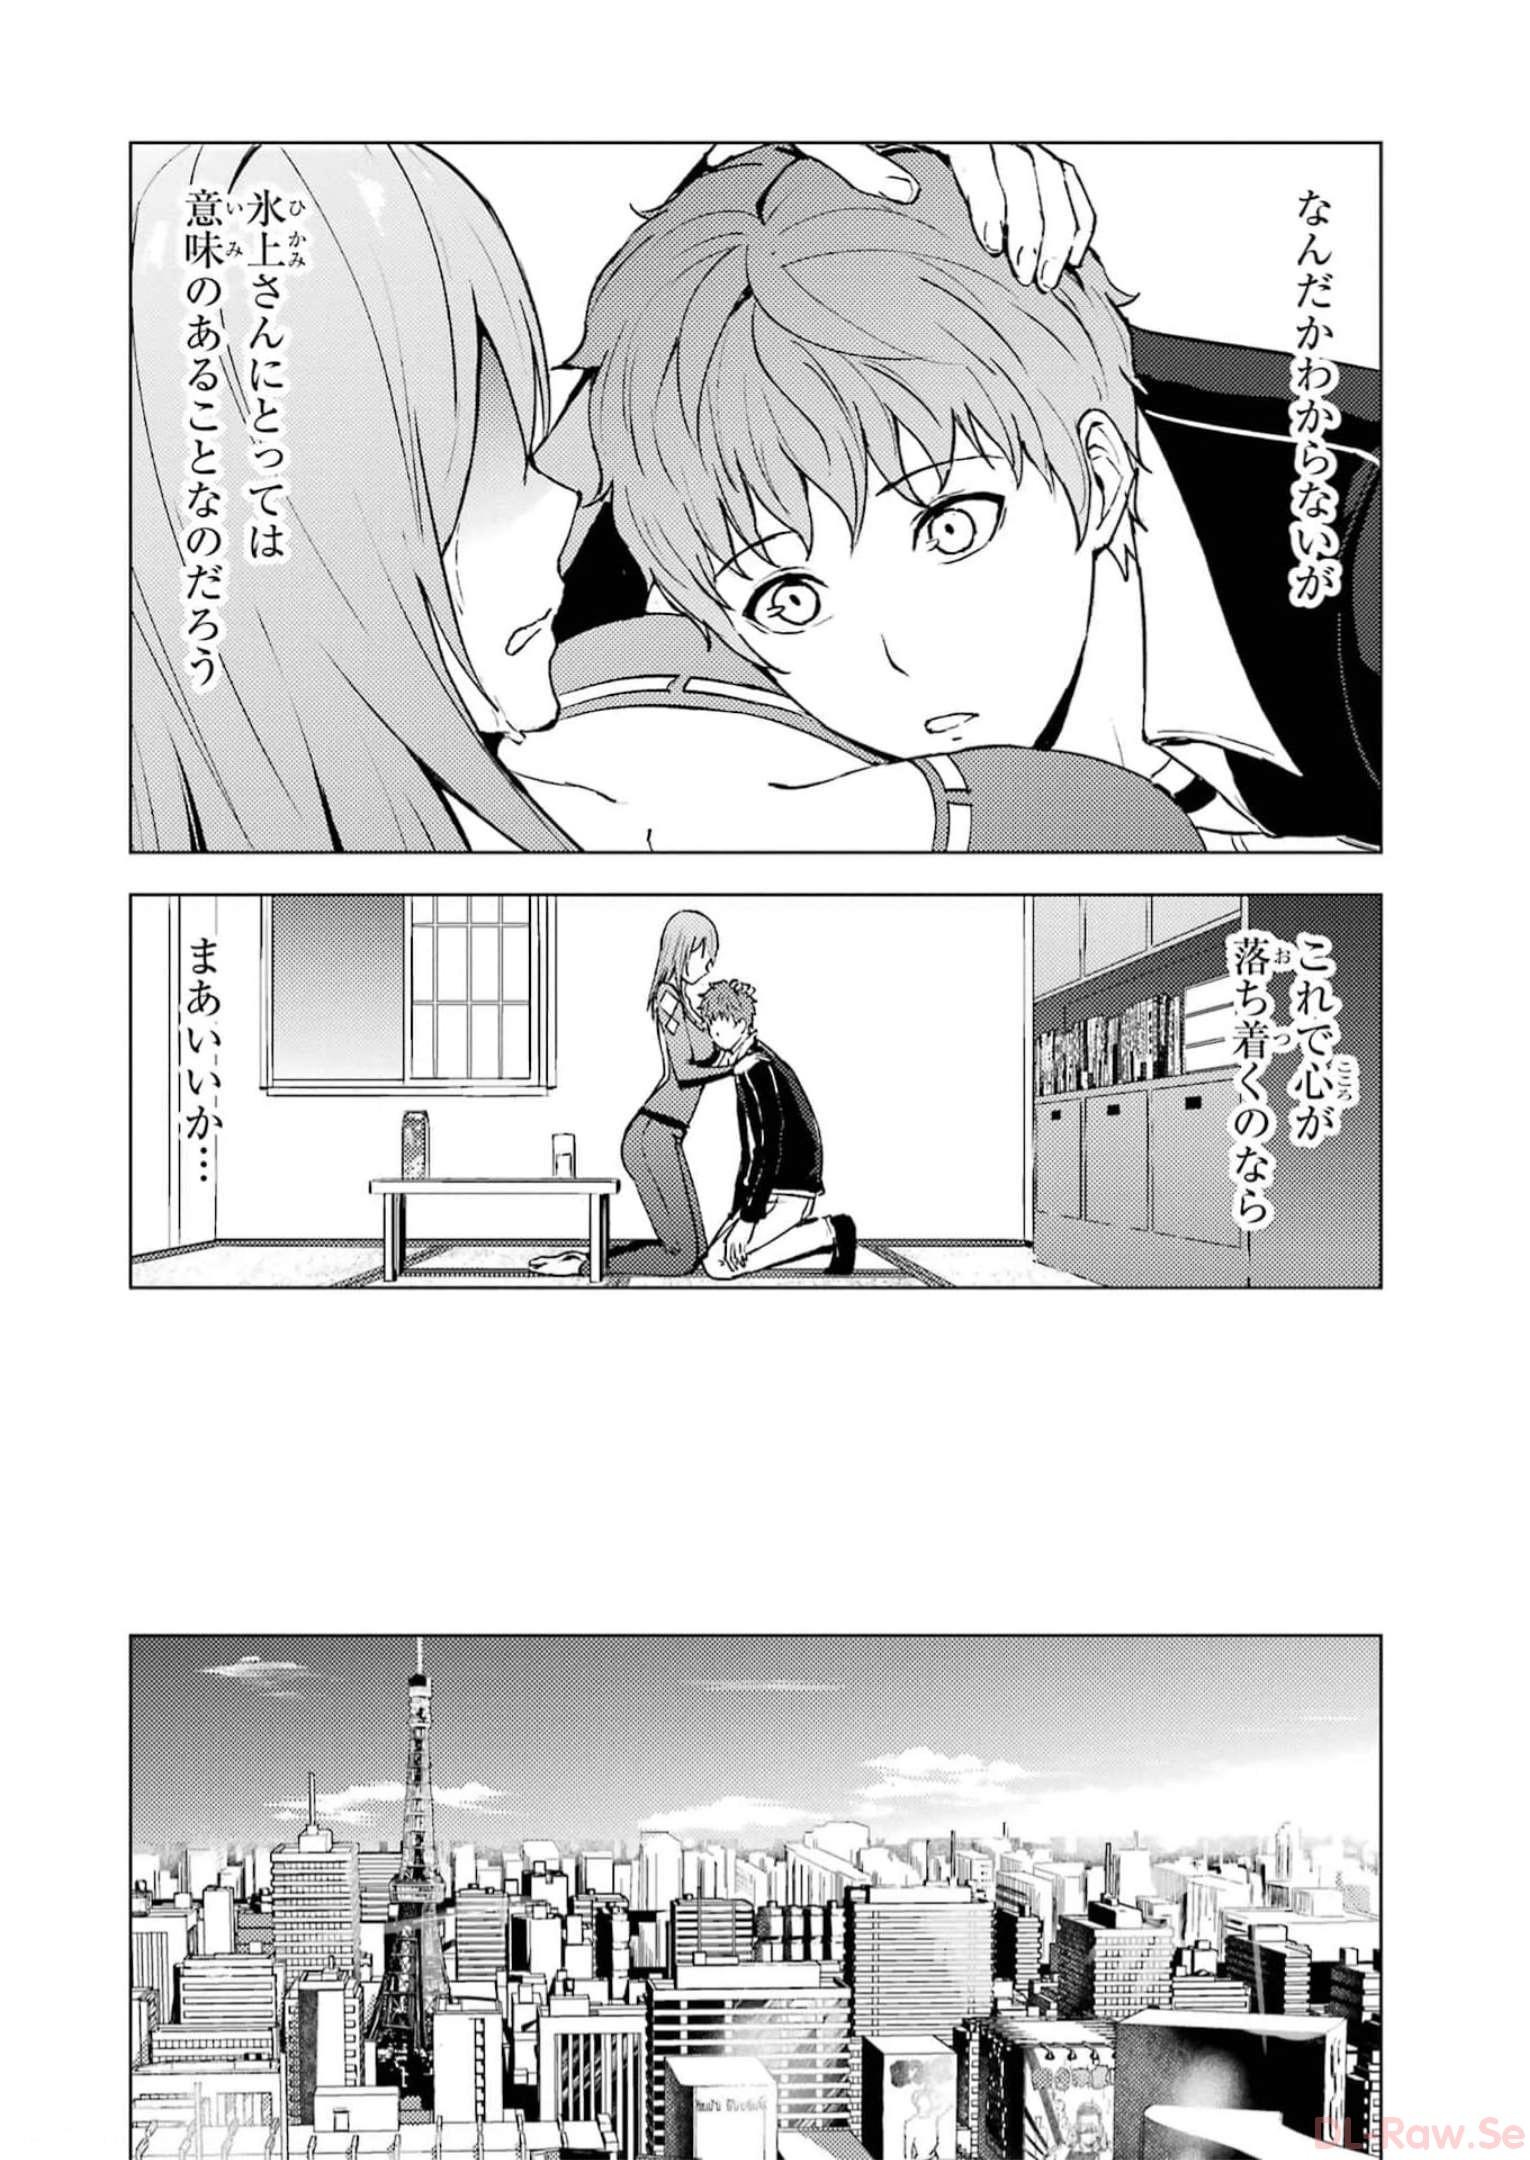 なんだかわからないが
氷上さんにとっては
意味のあることなのだろう
これで心が
落ち着くのなら
まあいいか…
DL-Raw.Se